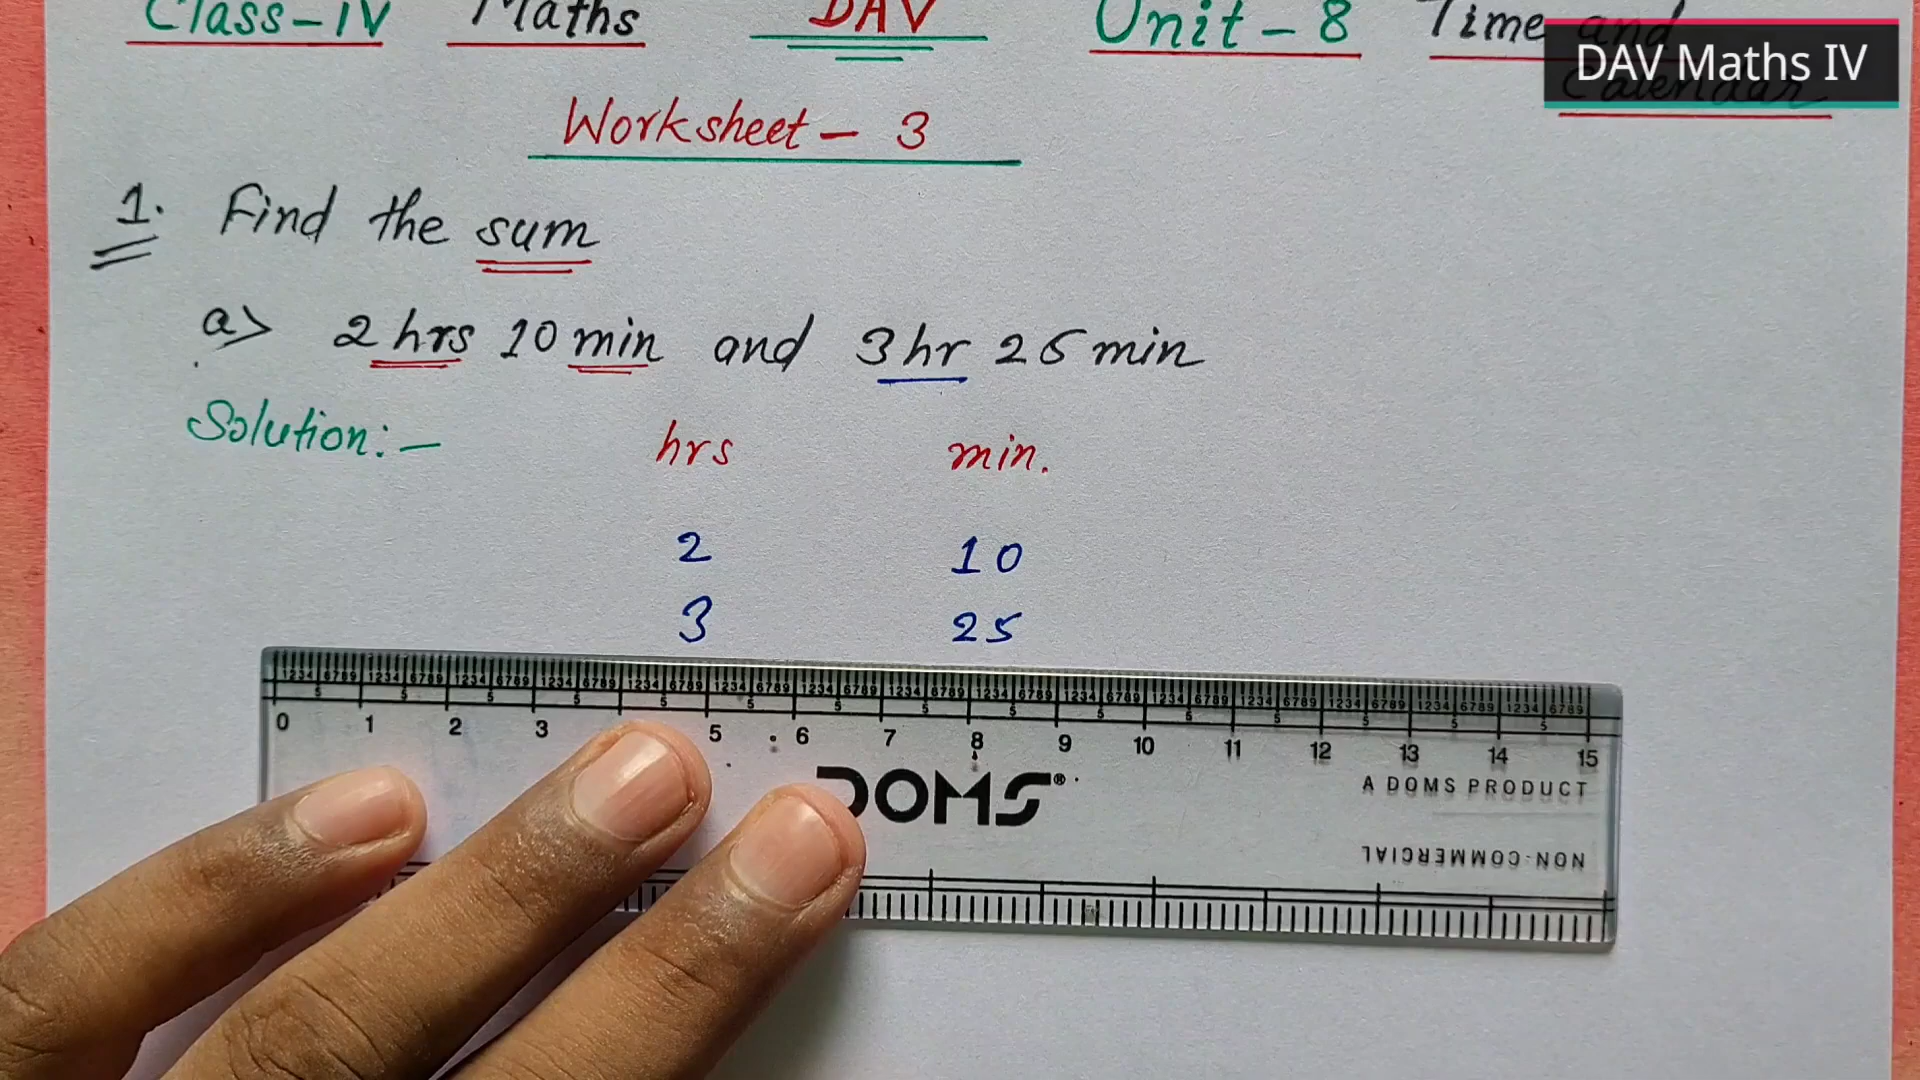 Class-IV Maths DAV Unit-8 Time and
DAV Maths IV
Calendar
Worksheet - 3
1. Find the sum
a> 2 hrs 10 min and 3 hr 25 min
Solution:-
hrs min.
2 10
3 25
0 1 2 3 5 6 7 8 9 10 11 12 13 14 15
DOMS®
A DOMS PRODUCT
NON-COMMERCIAL